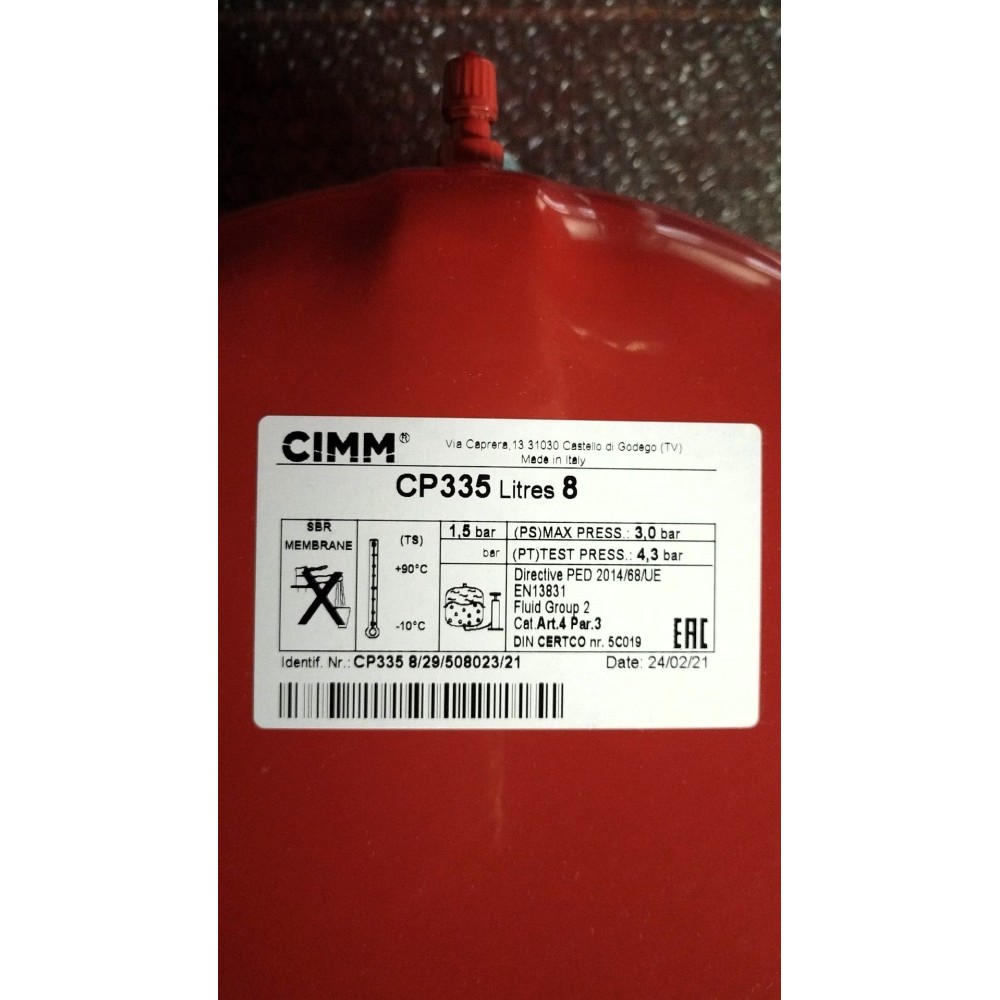 CIMM®
Via Caprera,13 31030 Castello di Godego (TV)
Made in Italy
CP335 Litres 8
SBR
MEMBRANE
(TS)
+90°C
-10°C
1,5 bar
bar
(PS)MAX PRESS.: 3,0 bar
(PT)TEST PRESS.: 4,3 bar
Directive PED 2014/68/UE
EN13831
Fluid Group 2
Cat.Art.4 Par.3
DIN CERTCO nr. 5C019
EAC
Identif. Nr.: CP335 8/29/508023/21
Date: 24/02/21